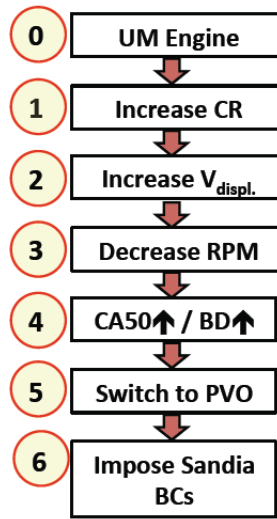 0 UM Engine
1 Increase CR
2 Increase Vdispl.
3 Decrease RPM
4 CA50↑ / BD↑
5 Switch to PVO
6 Impose Sandia
BCs